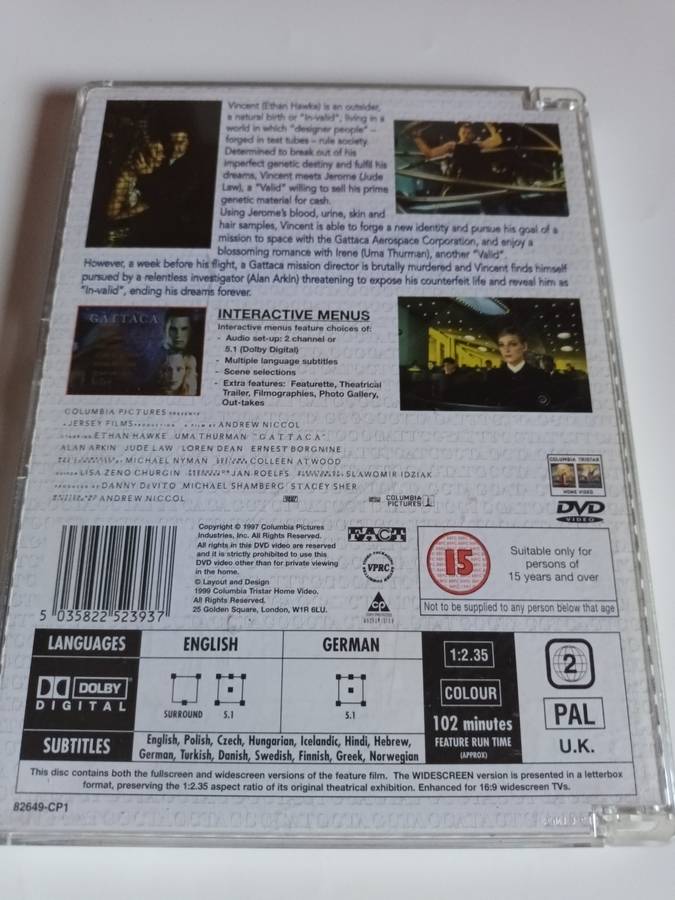 Vincent (Ethan Hawke) is an outsider,
a natural birth or "In-valid", living in a
world in which "designer people" –
forged in test tubes – rule society.
Determined to break out of his
imperfect genetic destiny and fulfil his
dreams, Vincent meets Jerome (Jude
Law), a "Valid" willing to sell his prime
genetic material for cash.
Using Jerome's blood, urine, skin and
hair samples, Vincent is able to forge a new identity and pursue his goal of a
mission to space with the Gattaca Aerospace Corporation, and enjoy a
blossoming romance with Irene (Uma Thurman), another "Valid".
However, a week before his flight, a Gattaca mission director is brutally murdered and Vincent finds himself
pursued by a relentless investigator (Alan Arkin) threatening to expose his counterfeit life and reveal him as
"In-valid", ending his dreams forever.
GATTACA
INTERACTIVE MENUS
Interactive menus feature choices of:
- Audio set-up: 2 channel or
5.1 (Dolby Digital)
- Multiple language subtitles
- Scene selections
- Extra features: Featurette, Theatrical
Trailer, Filmographies, Photo Gallery,
Out-takes
COLUMBIA PICTURES PRESENTS
A JERSEY FILMS PRODUCTION A FILM BY ANDREW NICCOL
STARRING ETHAN HAWKE UMA THURMAN "GATTACA"
ALAN ARKIN JUDE LAW LOREN DEAN ERNEST BORGNINE
MICHAEL NYMAN COLLEEN ATWOOD
LISA ZENO CHURGIN JAN ROELFS SLAWOMIR IDZIAK
PRODUCED BY DANNY DEVITO MICHAEL SHAMBERG STACEY SHER
ANDREW NICCOL
COLUMBIA PICTURES
COLUMBIA TRISTAR
HOME VIDEO
DVD
VIDEO
Copyright © 1997 Columbia Pictures
Industries, Inc. All Rights Reserved.
All rights in this DVD video are reserved
and it is strictly prohibited to use this
DVD video other than for private viewing
in the home.
© Layout and Design
1999 Columbia Tristar Home Video.
All Rights Reserved.
25 Golden Square, London, W1R 6LU.
FACT
VPRC
CP
15
Suitable only for
persons of
15 years and over
Not to be supplied to any person below that age
5 035822 523937
LANGUAGES
ENGLISH
GERMAN
DOLBY
DIGITAL
SURROUND
5.1
5.1
SUBTITLES
English, Polish, Czech, Hungarian, Icelandic, Hindi, Hebrew,
German, Turkish, Danish, Swedish, Finnish, Greek, Norwegian
1:2.35
COLOUR
102 minutes
FEATURE RUN TIME
(APPROX)
2
PAL
U.K.
This disc contains both the fullscreen and widescreen versions of the feature film. The WIDESCREEN version is presented in a letterbox
format, preserving the 1:2.35 aspect ratio of its original theatrical exhibition. Enhanced for 16:9 widescreen TVs.
82649-CP1